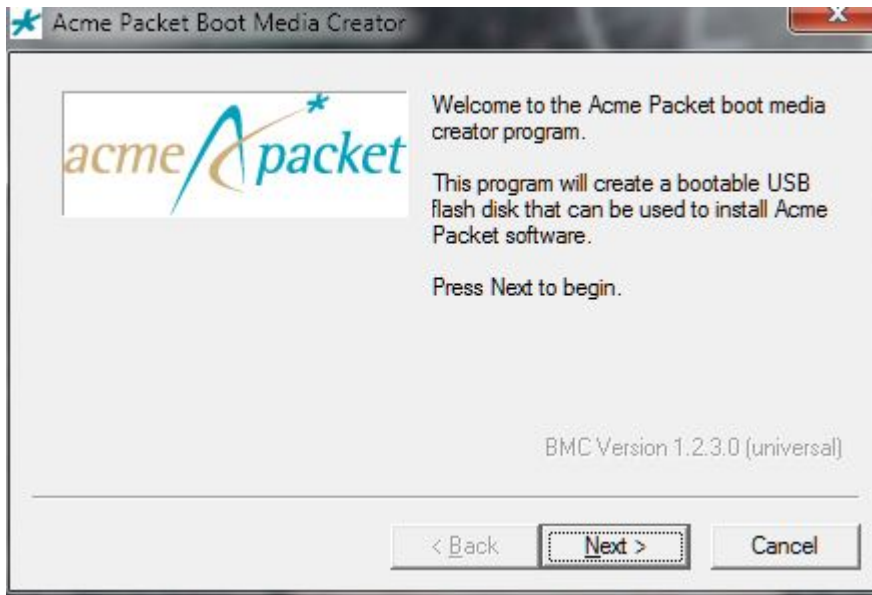 Acme Packet Boot Media Creator
acme packet
Welcome to the Acme Packet boot media
creator program.
This program will create a bootable USB
flash disk that can be used to install Acme
Packet software.
Press Next to begin.
BMC Version 1.2.3.0 (universal)
< Back
Next >
Cancel